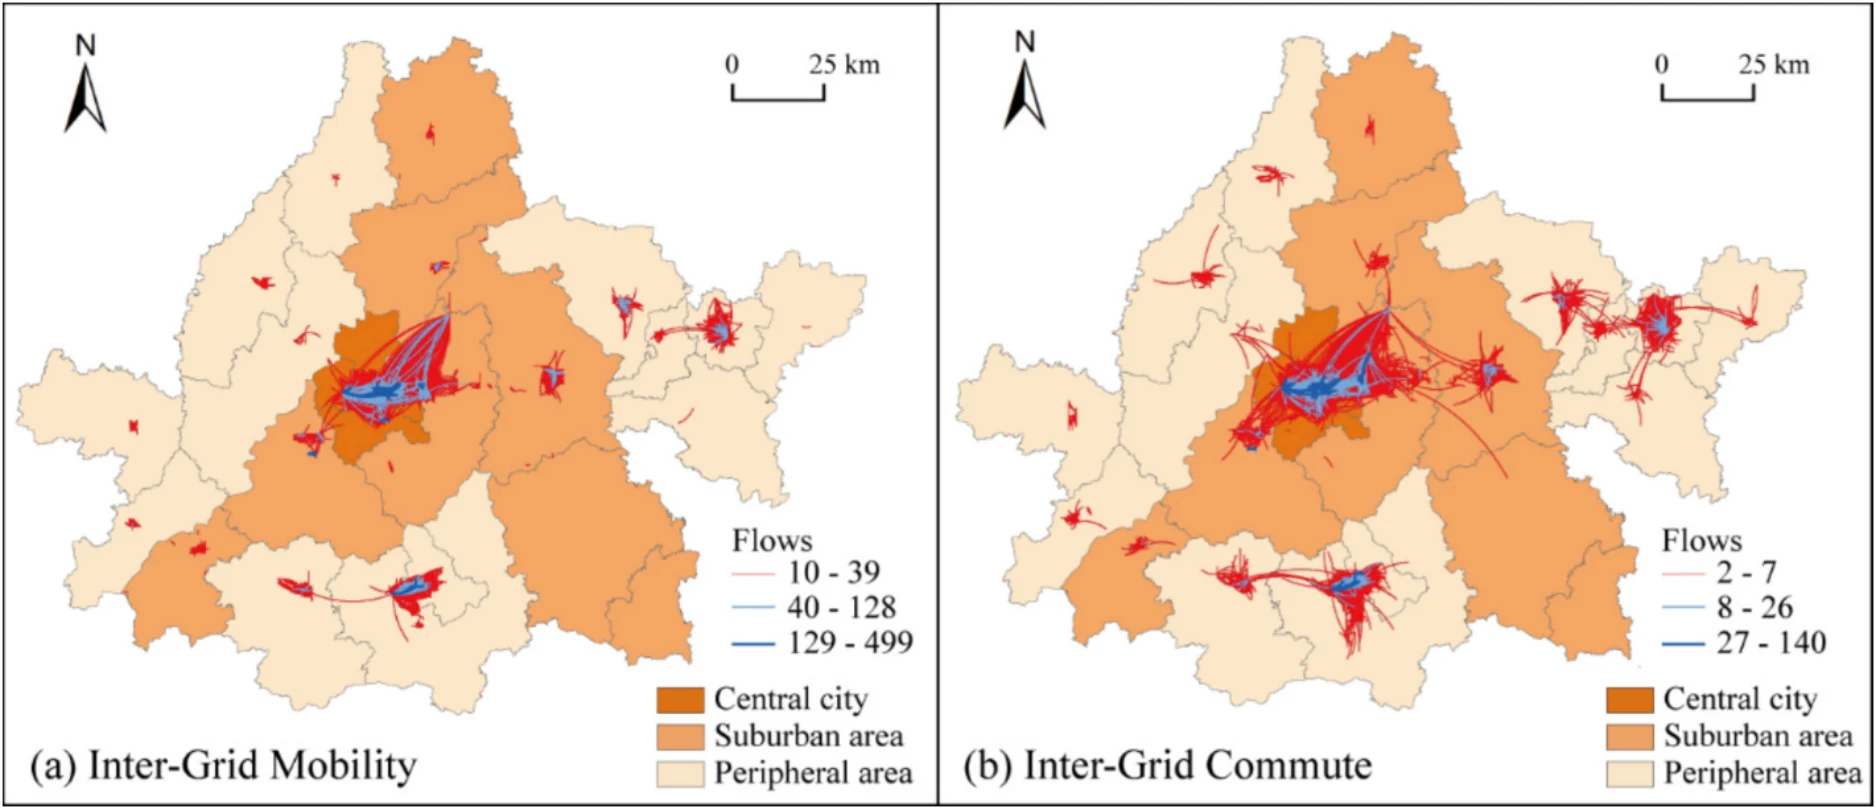 N
0 25 km
Flows
10 - 39
40 - 128
129 - 499
Central city
Suburban area
Peripheral area
(a) Inter-Grid Mobility
N
0 25 km
Flows
2 - 7
8 - 26
27 - 140
Central city
Suburban area
Peripheral area
(b) Inter-Grid Commute